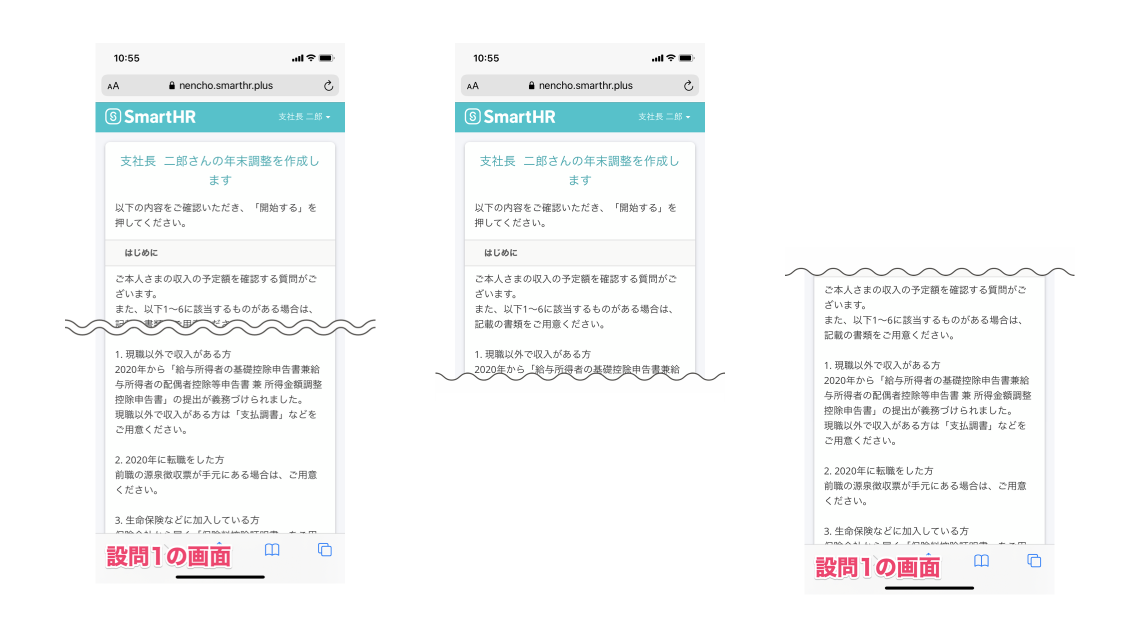 10:55
AA nencho.smarthr.plus
SmartHR 支社長 二郎
支社長 二郎さんの年末調整を作成し
ます
以下の内容をご確認いただき、「開始する」を
押してください。
はじめに
ご本人さまの収入の予定額を確認する質問がご
ざいます。
また、以下1〜6に該当するものがある場合は、
1. 現職以外で収入がある方
2020年から「給与所得者の基礎控除申告書兼給
与所得者の配偶者控除等申告書 兼 所得金額調整
控除申告書」の提出が義務づけられました。
現職以外で収入がある方は「支払調書」などを
ご用意ください。
2. 2020年に転職をした方
前職の源泉徴収票が手元にある場合は、ご用意
ください。
3. 生命保険などに加入している方
設問1の画面
10:55
AA nencho.smarthr.plus
SmartHR 支社長 二郎
支社長 二郎さんの年末調整を作成し
ます
以下の内容をご確認いただき、「開始する」を
押してください。
はじめに
ご本人さまの収入の予定額を確認する質問がご
ざいます。
また、以下1〜6に該当するものがある場合は、
記載の書類をご用意ください。
1. 現職以外で収入がある方
2020年から「給与所得者の基礎控除申告書兼給
ご本人さまの収入の予定額を確認する質問がご
ざいます。
また、以下1〜6に該当するものがある場合は、
記載の書類をご用意ください。
1. 現職以外で収入がある方
2020年から「給与所得者の基礎控除申告書兼給
与所得者の配偶者控除等申告書 兼 所得金額調整
控除申告書」の提出が義務づけられました。
現職以外で収入がある方は「支払調書」などを
ご用意ください。
2. 2020年に転職をした方
前職の源泉徴収票が手元にある場合は、ご用意
ください。
3. 生命保険などに加入している方
設問1の画面